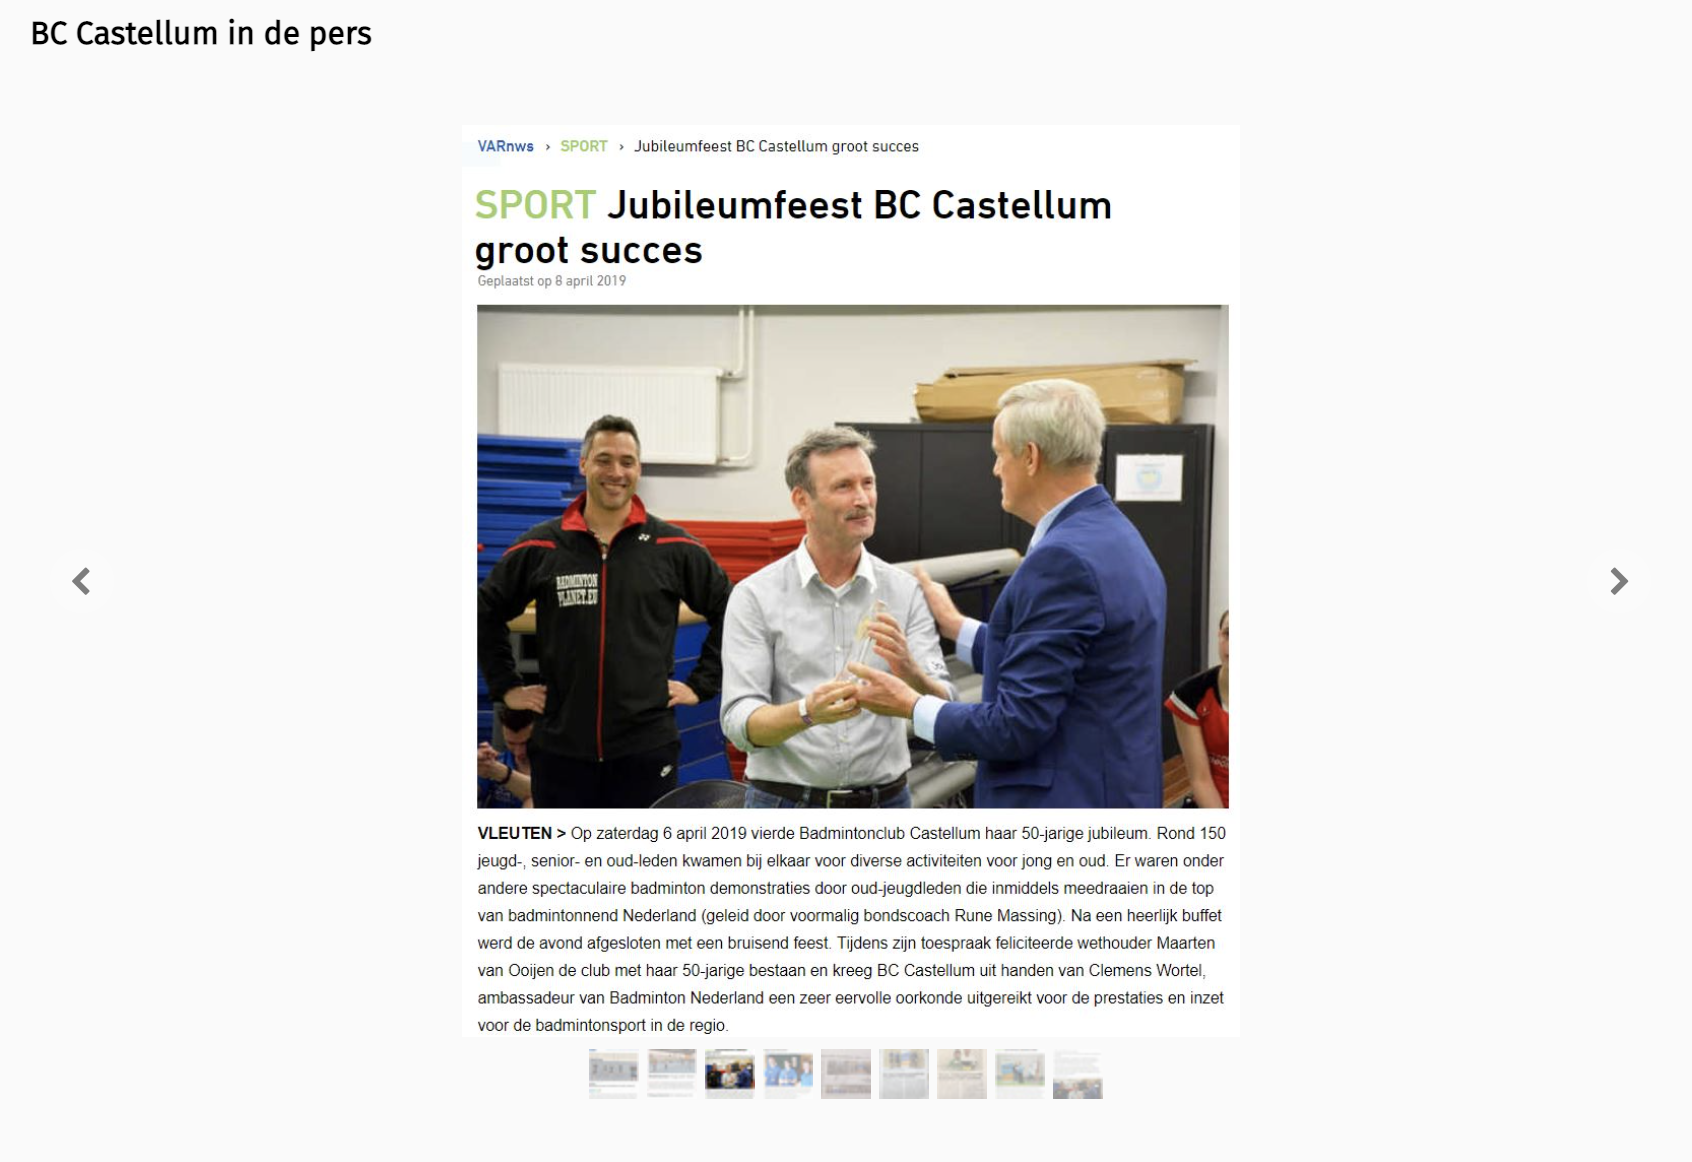 BC Castellum in de pers
VARnws › SPORT › Jubileumfeest BC Castellum groot succes
SPORT Jubileumfeest BC Castellum
groot succes
Geplaatst op 8 april 2019
BADMINTON
PLANET.EU
VLEUTEN > Op zaterdag 6 april 2019 vierde Badmintonclub Castellum haar 50-jarige jubileum. Rond 150
jeugd-, senior- en oud-leden kwamen bij elkaar voor diverse activiteiten voor jong en oud. Er waren onder
andere spectaculaire badminton demonstraties door oud-jeugdleden die inmiddels meedraaien in de top
van badmintonnend Nederland (geleid door voormalig bondscoach Rune Massing). Na een heerlijk buffet
werd de avond afgesloten met een bruisend feest. Tijdens zijn toespraak feliciteerde wethouder Maarten
van Ooijen de club met haar 50-jarige bestaan en kreeg BC Castellum uit handen van Clemens Wortel,
ambassadeur van Badminton Nederland een zeer eervolle oorkonde uitgereikt voor de prestaties en inzet
voor de badmintonsport in de regio.